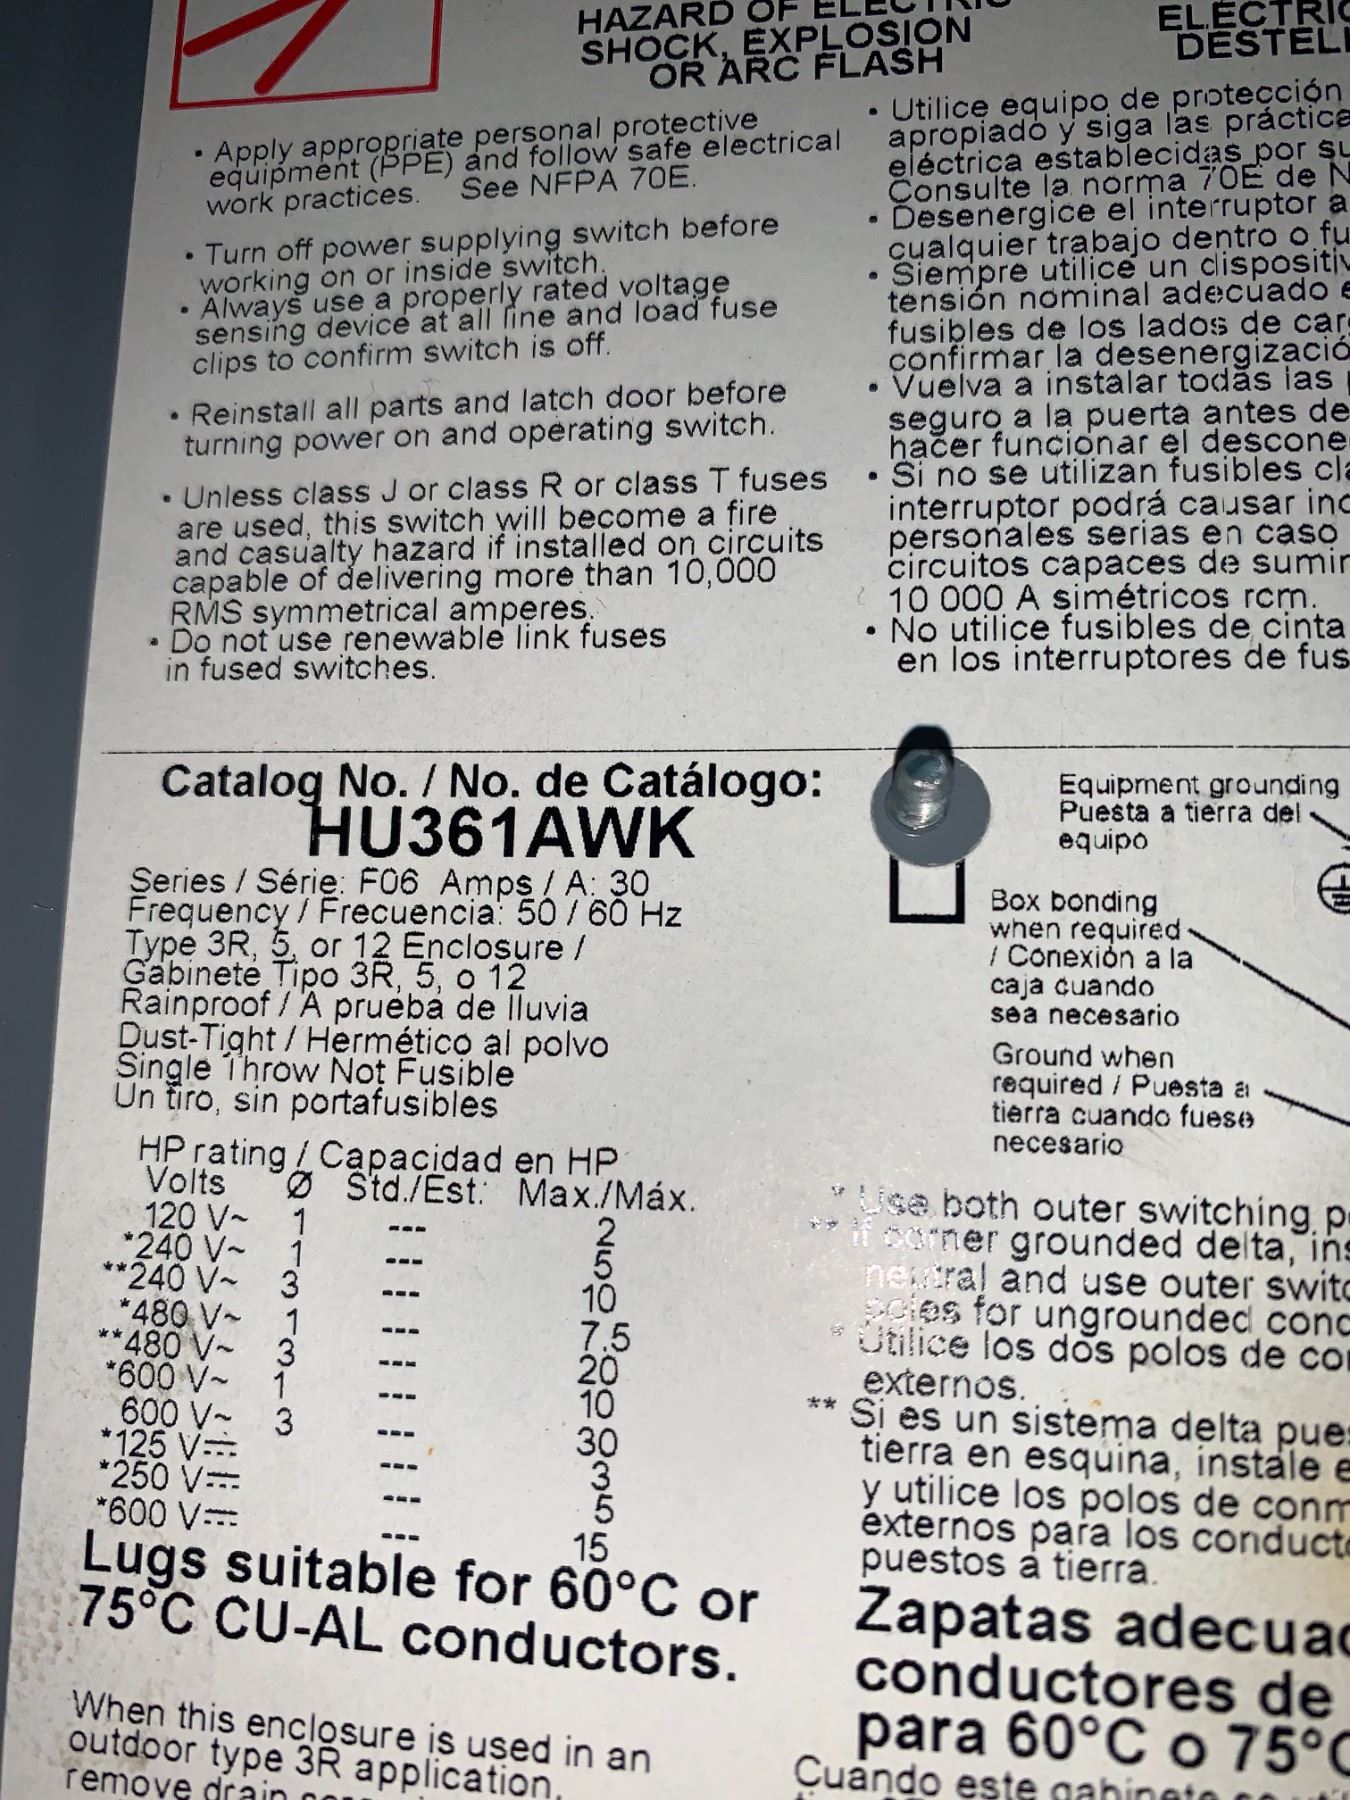 HAZARD OF ELECTRIC
SHOCK, EXPLOSION
OR ARC FLASH
• Apply appropriate personal protective
equipment (PPE) and follow safe electrical
work practices. See NFPA 70E.
• Turn off power supplying switch before
working on or inside switch.
• Always use a properly rated voltage
sensing device at all line and load fuse
clips to confirm switch is off.
• Reinstall all parts and latch door before
turning power on and operating switch.
• Unless class J or class R or class T fuses
are used, this switch will become a fire
and casualty hazard if installed on circuits
capable of delivering more than 10,000
RMS symmetrical amperes.
• Do not use renewable link fuses
in fused switches.
ELECTRIC
DESTELL
• Utilice equipo de protección
apropiado y siga las práctica
eléctrica establecidas por su
Consulte la norma 70E de N
• Desenergice el interruptor a
cualquier trabajo dentro o fu
• Siempre utilice un dispositiv
tensión nominal adecuado e
fusibles de los lados de car
confirmar la desenergizació
• Vuelva a instalar todas las
seguro a la puerta antes de
hacer funcionar el descone
• Si no se utilizan fusibles cla
interruptor podrá causar inc
personales serias en caso
circuitos capaces de sumir
10 000 A simétricos rcm.
• No utilice fusibles de cinta
en los interruptores de fus
Catalog No. / No. de Catálogo:
HU361AWK
Series / Série: F06 Amps / A: 30
Frequency / Frecuencia: 50 / 60 Hz
Type 3R, 5, or 12 Enclosure /
Gabinete Tipo 3R, 5, o 12
Rainproof / A prueba de lluvia
Dust-Tight / Hermético al polvo
Single Throw Not Fusible
Un tiro, sin portafusibles
HP rating / Capacidad en HP
Volts Ø Std./Est. Max./Máx.
120 V~ 1 --- 2
*240 V~ 1 --- 5
**240 V~ 3 --- 10
*480 V~ 1 --- 7.5
**480 V~ 3 --- 20
*600 V~ 1 --- 10
600 V~ 3 --- 30
*125 V⎓ --- 3
*250 V⎓ --- 5
*600 V⎓ --- 15
Lugs suitable for 60°C or
75°C CU-AL conductors.
When this enclosure is used in an
outdoor type 3R application,
remove drain
Equipment grounding
Puesta a tierra del
equipo
Box bonding
when required
/ Conexión a la
caja cuando
sea necesario
Ground when
required / Puesta a
tierra cuando fuese
necesario
* Use both outer switching p
** If corner grounded delta, ins
neutral and use outer switc
poles for ungrounded cond
* Utilice los dos polos de co
externos.
** Si es un sistema delta pue
tierra en esquina, instale e
y utilice los polos de conm
externos para los conducto
puestos a tierra.
Zapatas adecuad
conductores de
para 60°C o 75°C
Cuando este gabinete